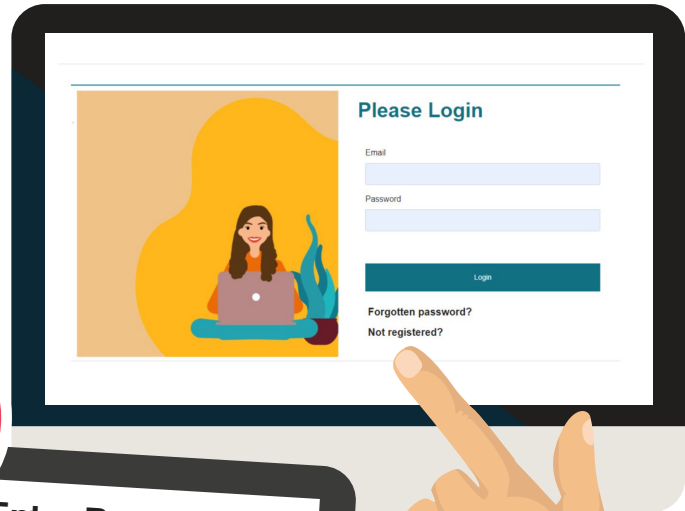 Please Login
Email
Password
Login
Forgotten password?
Not registered?